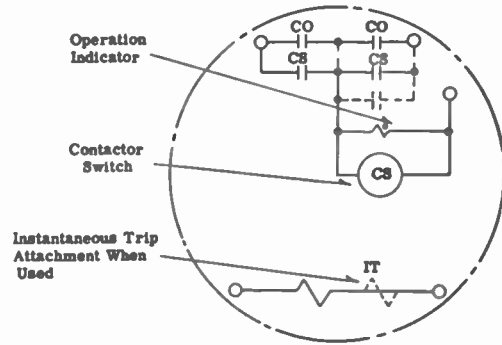 CO CO
CS CS
Operation
Indicator
Contactor
Switch
CS
Instantaneous Trip
Attachment When
Used
IT